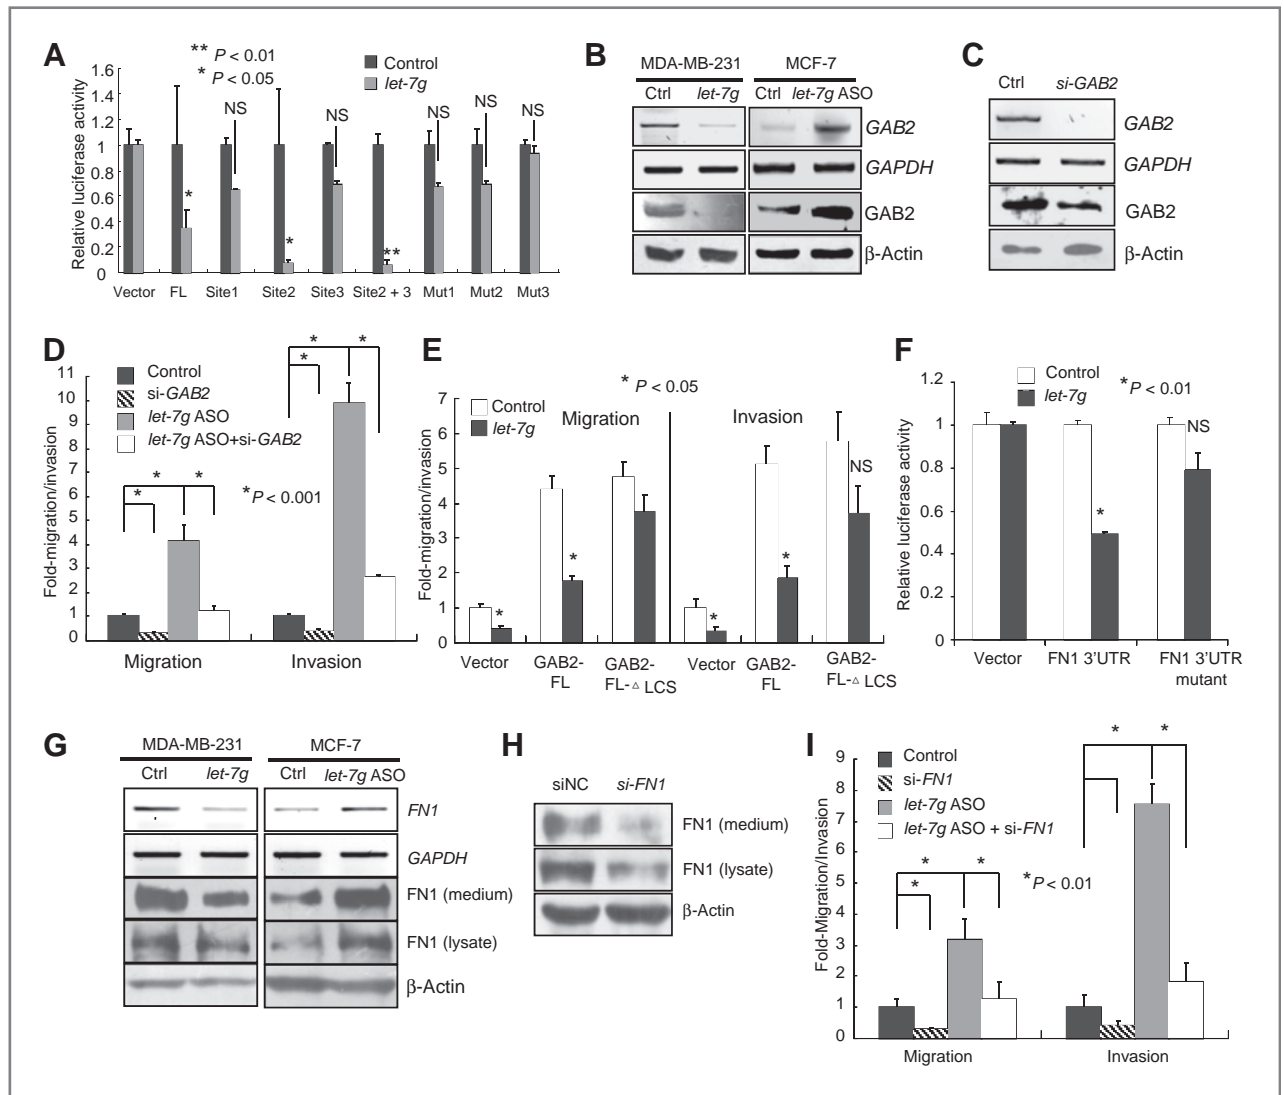 A
** P < 0.01
* P < 0.05
Control
let-7g
Relative luciferase activity
1.6
1.4
1.2
1
0.8
0.6
0.4
0.2
0
* NS * NS ** NS NS NS
Vector FL Site1 Site2 Site3 Site2 + 3 Mut1 Mut2 Mut3
B
MDA-MB-231 MCF-7
Ctrl let-7g Ctrl let-7g ASO
GAB2
GAPDH
GAB2
β-Actin
C
Ctrl si-GAB2
GAB2
GAPDH
GAB2
β-Actin
D
Control
si-GAB2
let-7g ASO
let-7g ASO+si-GAB2
* P < 0.001
Fold-migration/invasion
11
10
9
8
7
6
5
4
3
2
1
0
* * *
* * *
Migration Invasion
E
* P < 0.05
Control
let-7g
Migration Invasion
Fold-migration/invasion
7
6
5
4
3
2
1
0
* * * * NS
Vector GAB2- GAB2- Vector GAB2- GAB2-
FL FL-△ LCS FL FL-△ LCS
F
Control
let-7g
* P < 0.01
Relative luciferase activity
1.2
1
0.8
0.6
0.4
0.2
0
* NS
Vector FN1 3'UTR FN1 3'UTR
mutant
G
MDA-MB-231 MCF-7
Ctrl let-7g Ctrl let-7g ASO
FN1
GAPDH
FN1 (medium)
FN1 (lysate)
β-Actin
H
siNC si-FN1
FN1 (medium)
FN1 (lysate)
β-Actin
I
Control
si-FN1
let-7g ASO
let-7g ASO + si-FN1
* P < 0.01
Fold-Migration/Invasion
9
8
7
6
5
4
3
2
1
0
* * *
* *
Migration Invasion